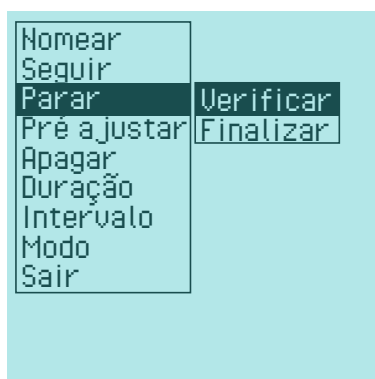 Nomear
Seguir
Parar
Verificar
Pré ajustar
Finalizar
Apagar
Duração
Intervalo
Modo
Sair